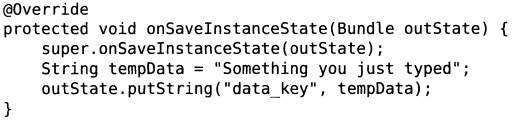 @Override
protected void onSaveInstanceState(Bundle outState) {
    super.onSaveInstanceState(outState);
    String tempData = "Something you just typed";
    outState.putString("data_key", tempData);
}